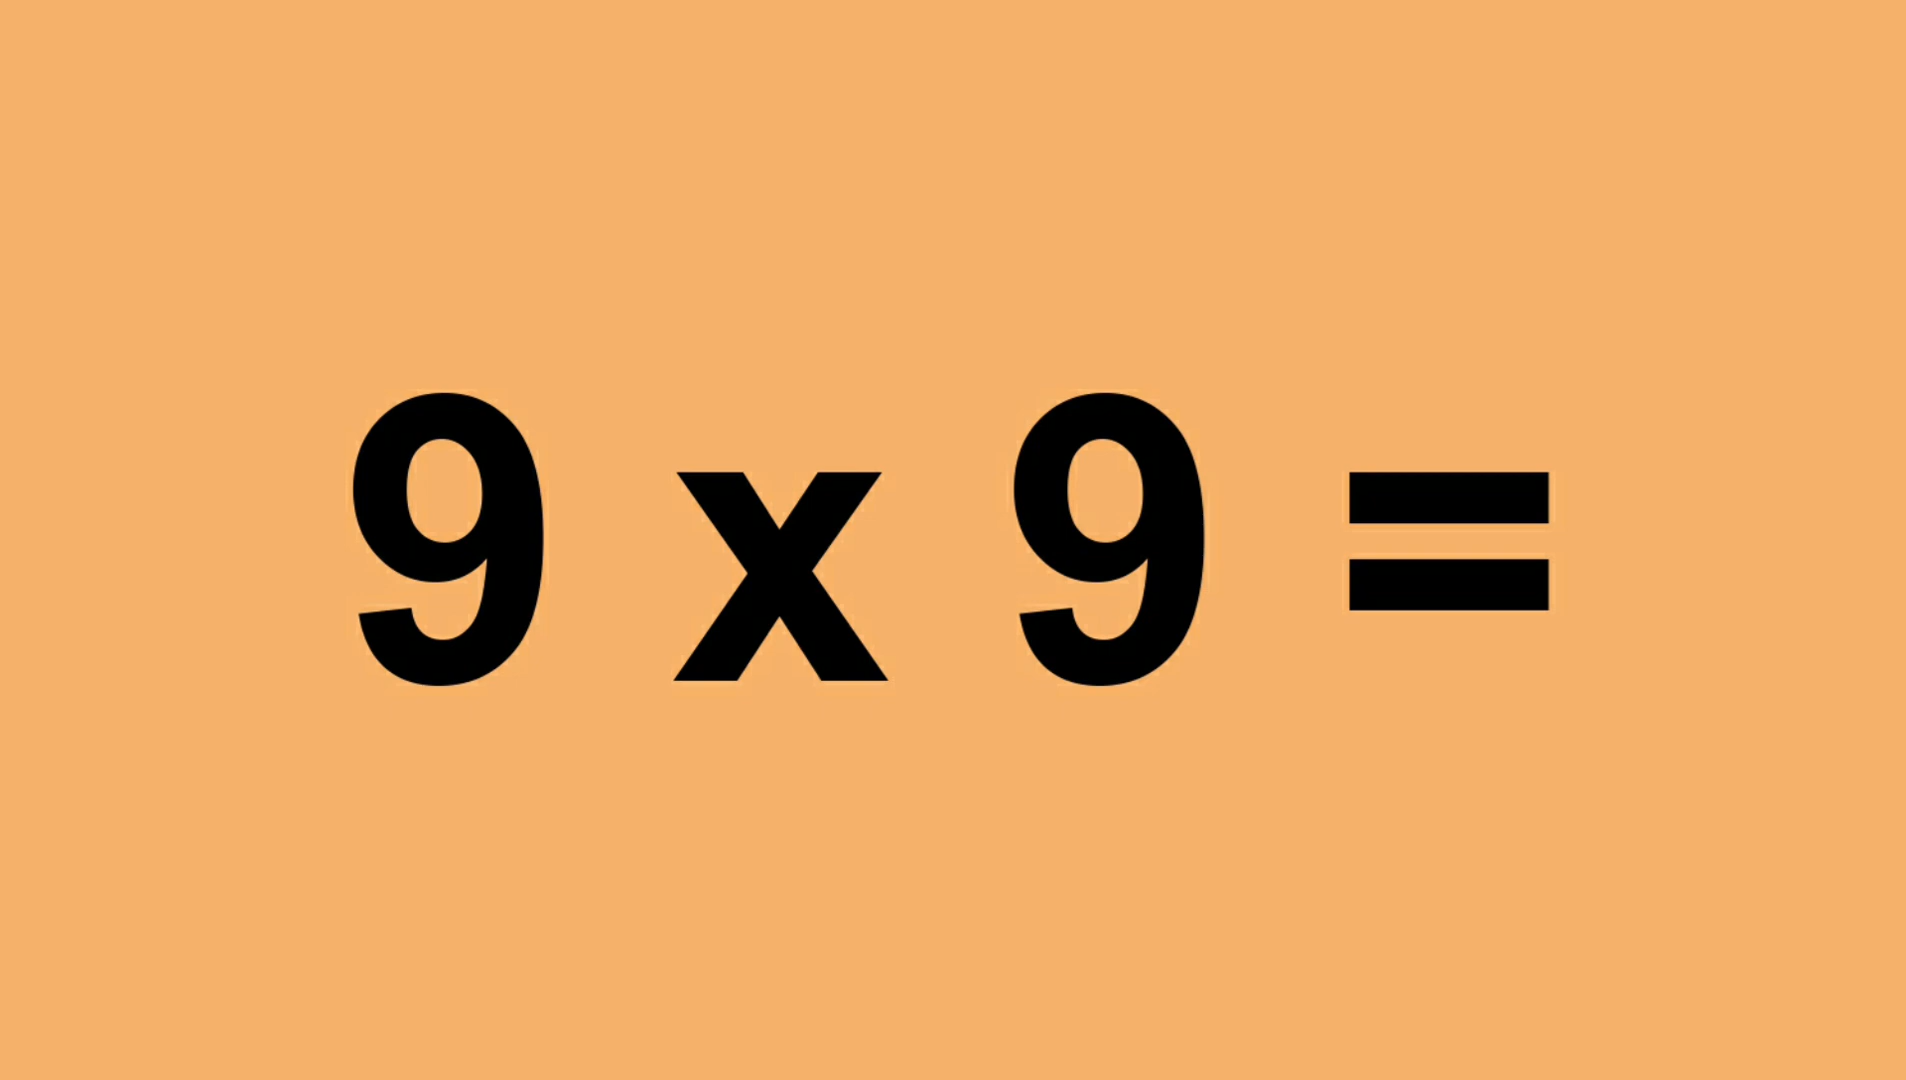 9 x 9 =